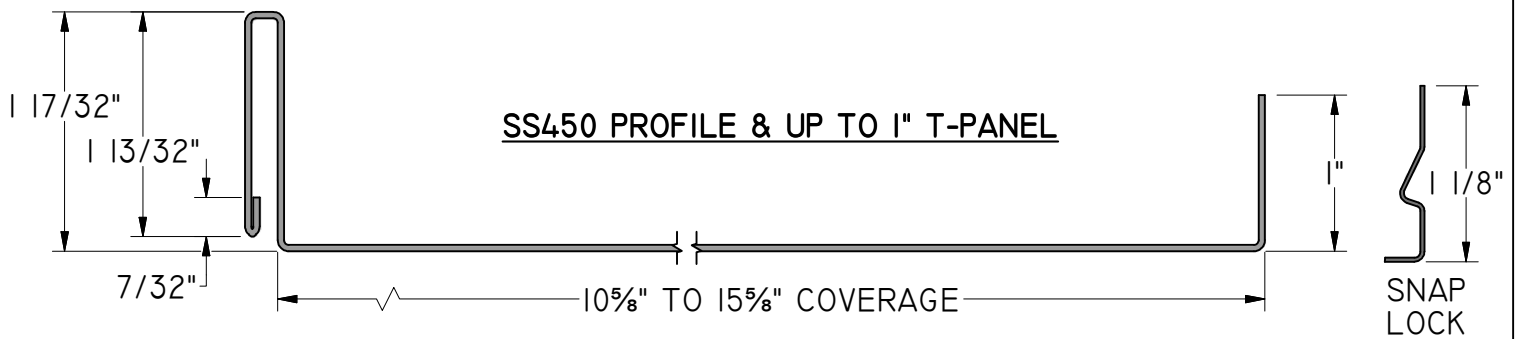 1 17/32"
1 13/32"
7/32"
SS450 PROFILE & UP TO 1" T-PANEL
10⅝" TO 15⅝" COVERAGE
1"
1 1/8"
SNAP
LOCK